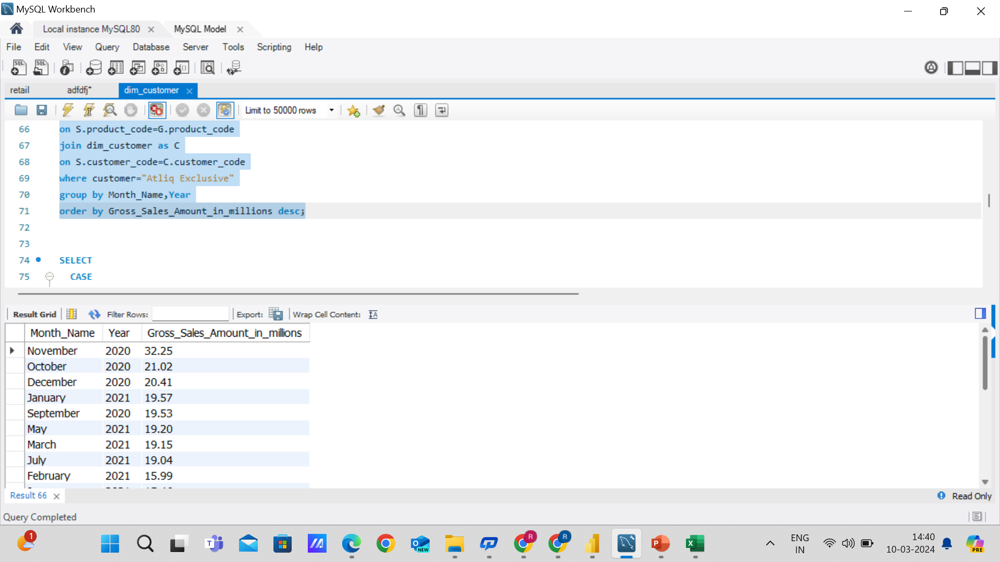 MySQL Workbench
Local instance MySQL80
MySQL Model
File Edit View Query Database Server Tools Scripting Help
retail adfdfj* dim_customer
Limit to 50000 rows
66 on S.product_code=G.product_code
67 join dim_customer as C
68 on S.customer_code=C.customer_code
69 where customer="Atliq Exclusive"
70 group by Month_Name,Year
71 order by Gross_Sales_Amount_in_millions desc;
72
73
74 SELECT
75 CASE
Result Grid Filter Rows: Export: Wrap Cell Content:
Month_Name Year Gross_Sales_Amount_in_millions
November 2020 32.25
October 2020 21.02
December 2020 20.41
January 2021 19.57
September 2020 19.53
May 2021 19.20
March 2021 19.15
July 2021 19.04
February 2021 15.99
Result 66
Read Only
Query Completed
1
ENG
IN
14:40
10-03-2024
PRE